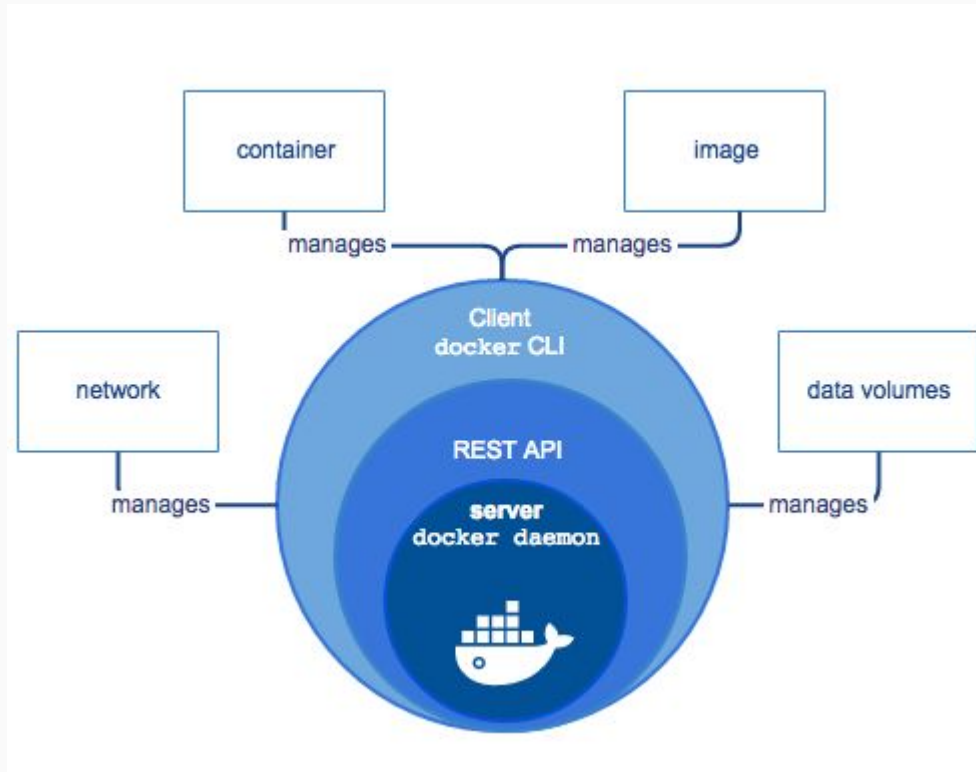 container
image
manages
manages
Client
docker CLI
network
data volumes
REST API
manages
manages
server
docker daemon